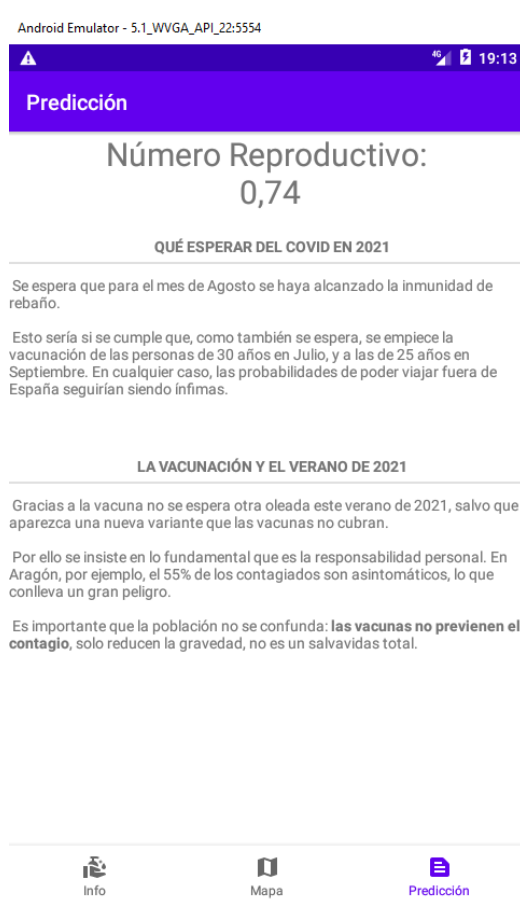 Android Emulator - 5.1_WVGA_API_22:5554
4G 19:13
Predicción
Número Reproductivo:
0,74
QUÉ ESPERAR DEL COVID EN 2021
Se espera que para el mes de Agosto se haya alcanzado la inmunidad de
rebaño.
Esto sería si se cumple que, como también se espera, se empiece la
vacunación de las personas de 30 años en Julio, y a las de 25 años en
Septiembre. En cualquier caso, las probabilidades de poder viajar fuera de
España seguirían siendo ínfimas.
LA VACUNACIÓN Y EL VERANO DE 2021
Gracias a la vacuna no se espera otra oleada este verano de 2021, salvo que
aparezca una nueva variante que las vacunas no cubran.
Por ello se insiste en lo fundamental que es la responsabilidad personal. En
Aragón, por ejemplo, el 55% de los contagiados son asintomáticos, lo que
conlleva un gran peligro.
Es importante que la población no se confunda: las vacunas no previenen el
contagio, solo reducen la gravedad, no es un salvavidas total.
Info Mapa Predicción